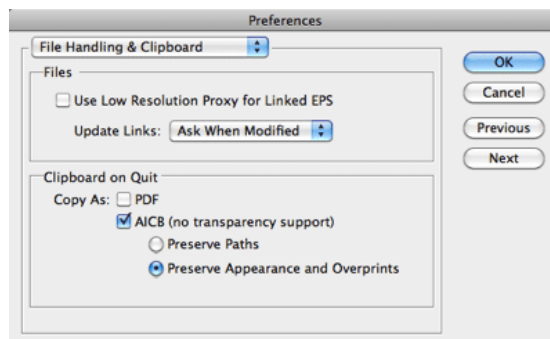 Preferences
File Handling & Clipboard
OK
Files
Cancel
Use Low Resolution Proxy for Linked EPS
Previous
Update Links: Ask When Modified
Next
Clipboard on Quit
Copy As: PDF
AICB (no transparency support)
Preserve Paths
Preserve Appearance and Overprints